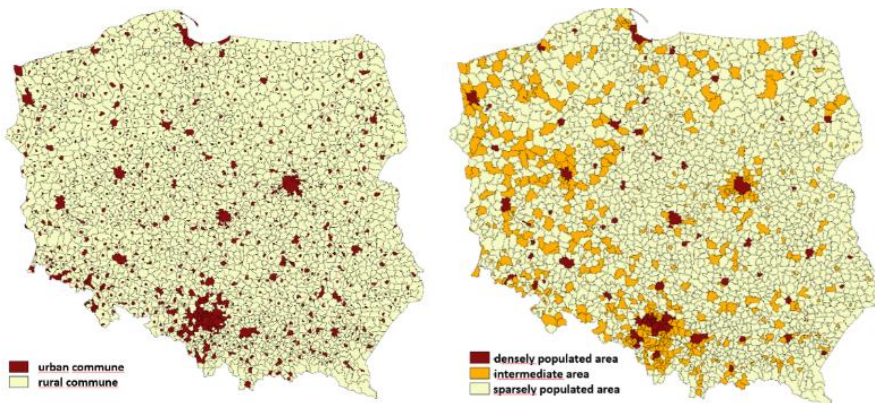 urban commune
rural commune
densely populated area
intermediate area
sparsely populated area